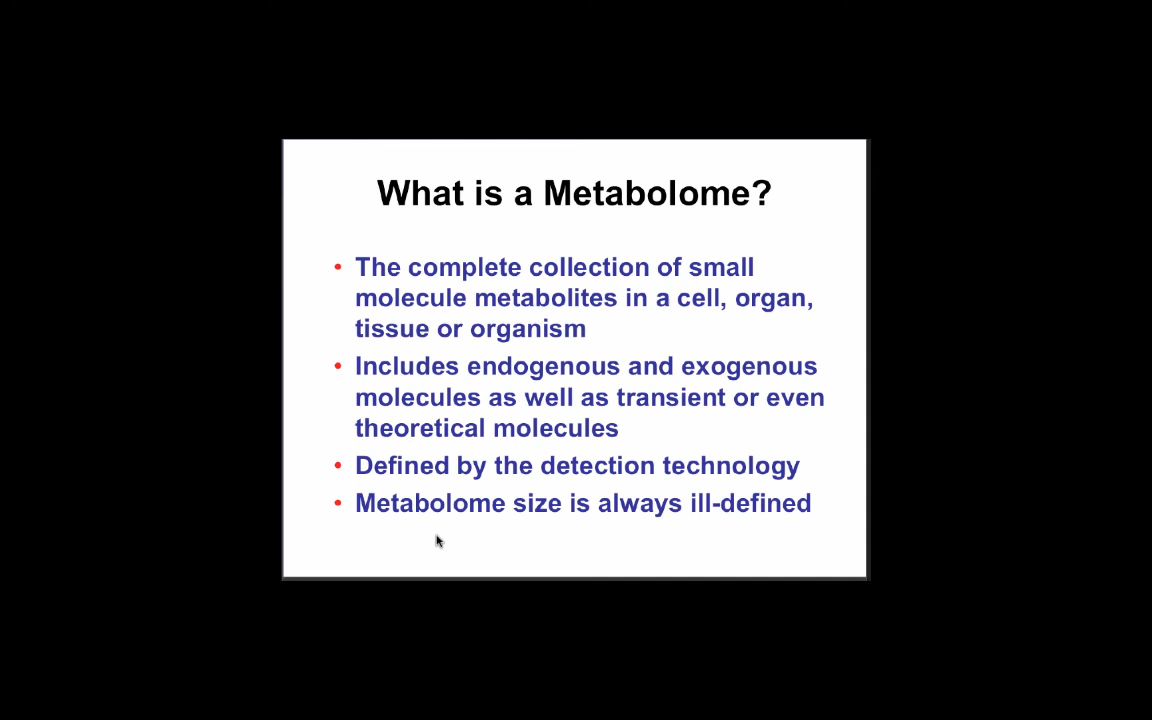 What is a Metabolome?
• The complete collection of small
molecule metabolites in a cell, organ,
tissue or organism
• Includes endogenous and exogenous
molecules as well as transient or even
theoretical molecules
• Defined by the detection technology
• Metabolome size is always ill-defined